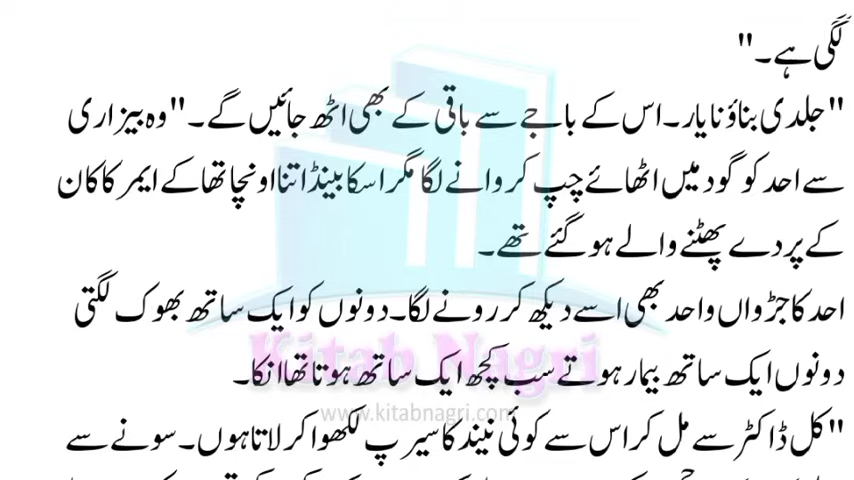 لگی ہے۔"
"جلدی بناؤ نا یار۔ اس کے باجے سے باقی کے بھی اٹھ جائیں گے۔" وہ بیزاری
سے احد کو گود میں اٹھائے چپ کروانے لگا مگر اسکا بینڈ اتنا اونچا تھا کے ایمر کا کان
کے پردے پھٹنے والے ہو گئے تھے۔
احد کا جڑواں واحد بھی اسے دیکھ کر رونے لگا۔ دونوں کو ایک ساتھ بھوک لگتی
دونوں ایک ساتھ بیمار ہوتے سب کچھ ایک ساتھ ہوتا تھا انکا۔
Kitab Nagri
www.kitabnagri.com
"کل ڈاکٹر سے مل کر اس سے کوئی نیند کا سیرپ لکھوا کر لاتا ہوں۔ سونے سے